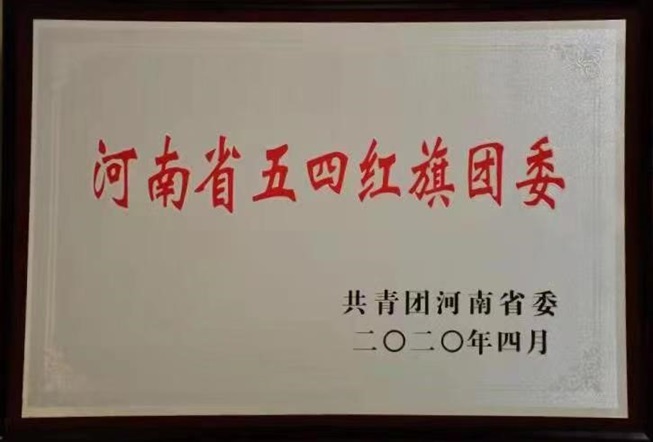 河南省五四红旗团委
共青团河南省委
二〇二〇年四月